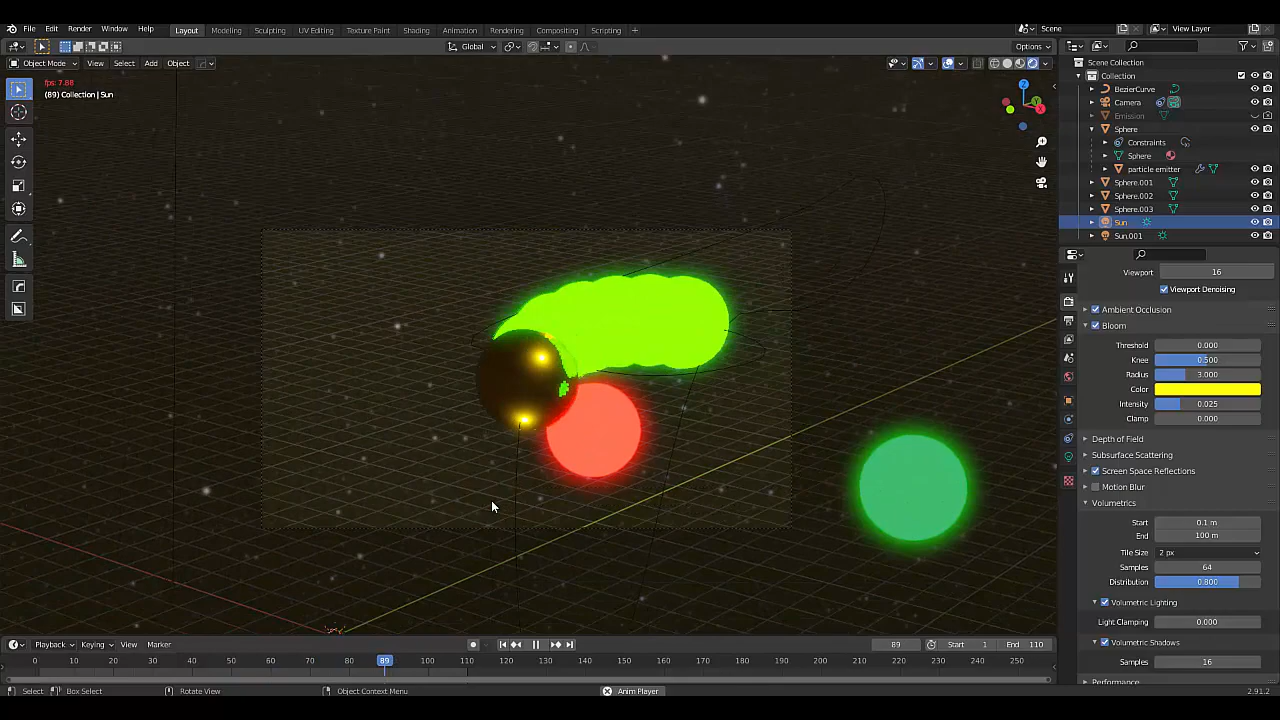 File Edit Render Window Help Layout Modeling Sculpting UV Editing Texture Paint Shading Animation Rendering Compositing Scripting + Scene View Layer
Global Options
Object Mode View Select Add Object
fps: 7.88
(89) Collection | Sun
Scene Collection
Collection
BezierCurve
Camera
Emission
Sphere
Constraints
Sphere
particle emitter
Sphere.001
Sphere.002
Sphere.003
Sun
Sun.001
Z
Y
X
Viewport 16
Viewport Denoising
Ambient Occlusion
Bloom
Threshold 0.000
Knee 0.500
Radius 3.000
Color
Intensity 0.025
Clamp 0.000
Depth of Field
Subsurface Scattering
Screen Space Reflections
Motion Blur
Volumetrics
Start 0.1 m
End 100 m
Tile Size 2 px
Samples 64
Distribution 0.800
Volumetric Lighting
Light Clamping 0.000
Volumetric Shadows
Samples 16
Performance
Playback Keying View Marker 89 Start 1 End 110
0 10 20 30 40 50 60 70 80 89 100 110 120 130 140 150 160 170 180 190 200 210 220 230 240 250
Select Box Select Rotate View Object Context Menu Anim Player 2.91.2